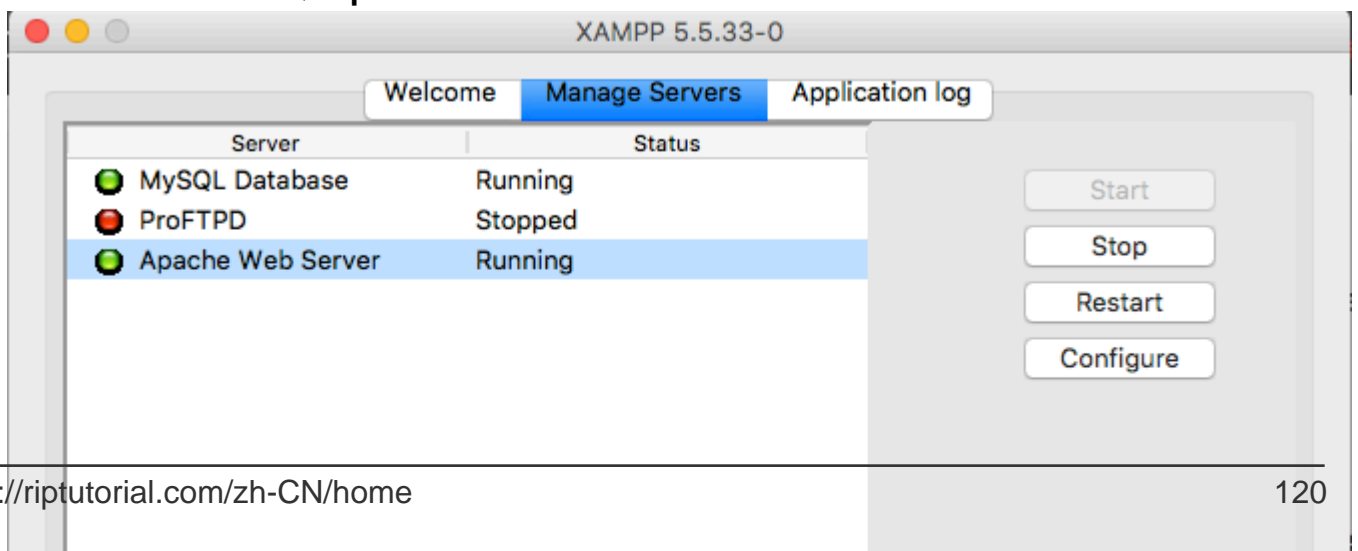 XAMPP 5.5.33-0
Welcome Manage Servers Application log
Server Status
MySQL Database Running
ProFTPD Stopped
Apache Web Server Running
Start
Stop
Restart
Configure
://riptutorial.com/zh-CN/home 120